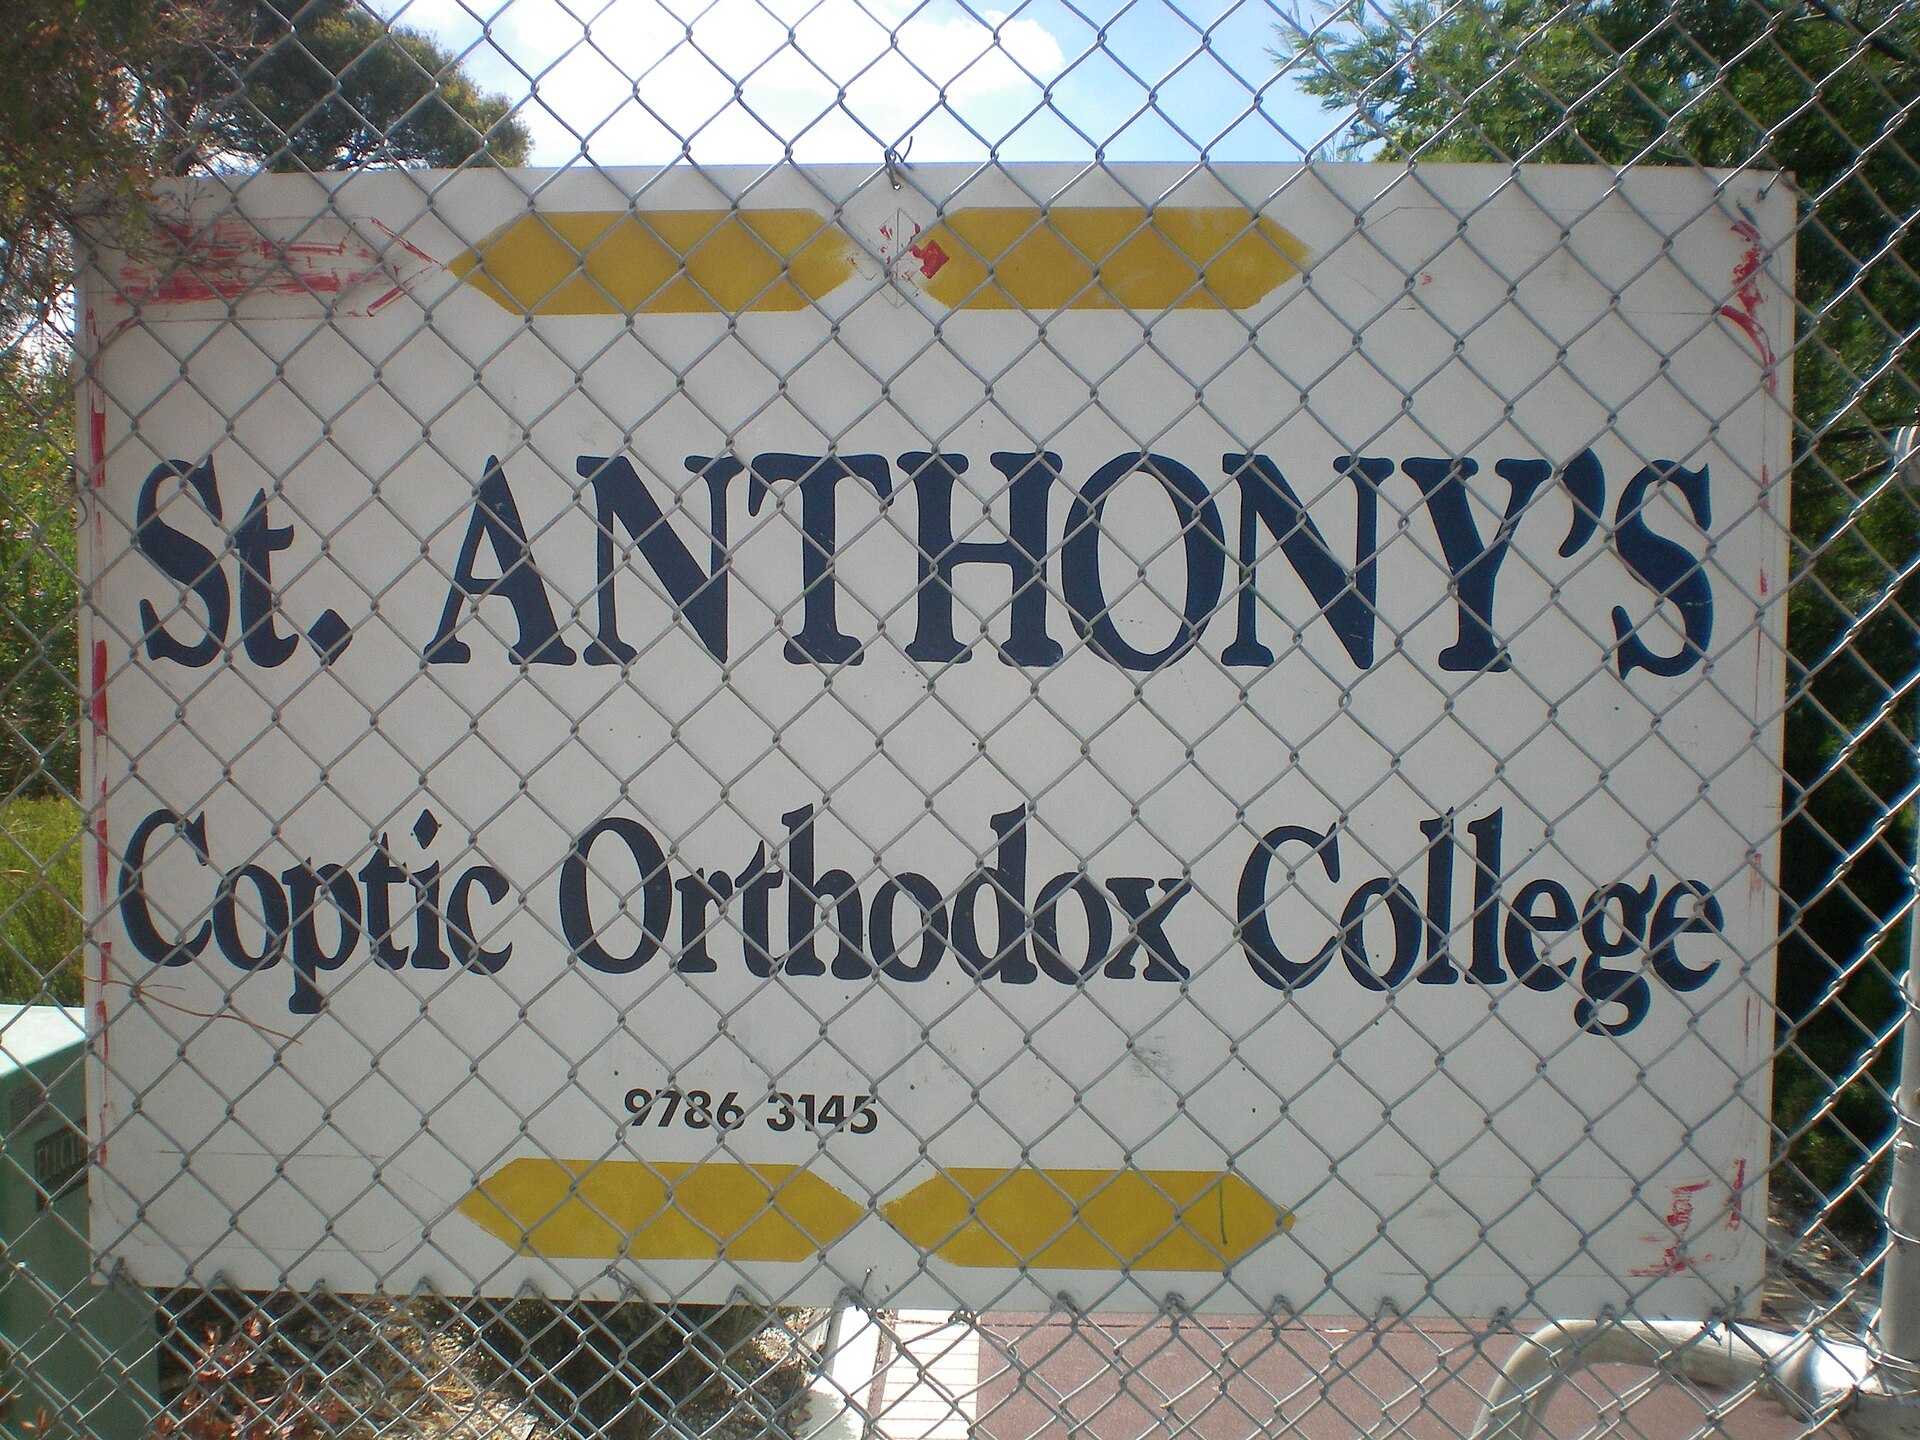 St. ANTHONY'S
Coptic Orthodox College
9786 3145